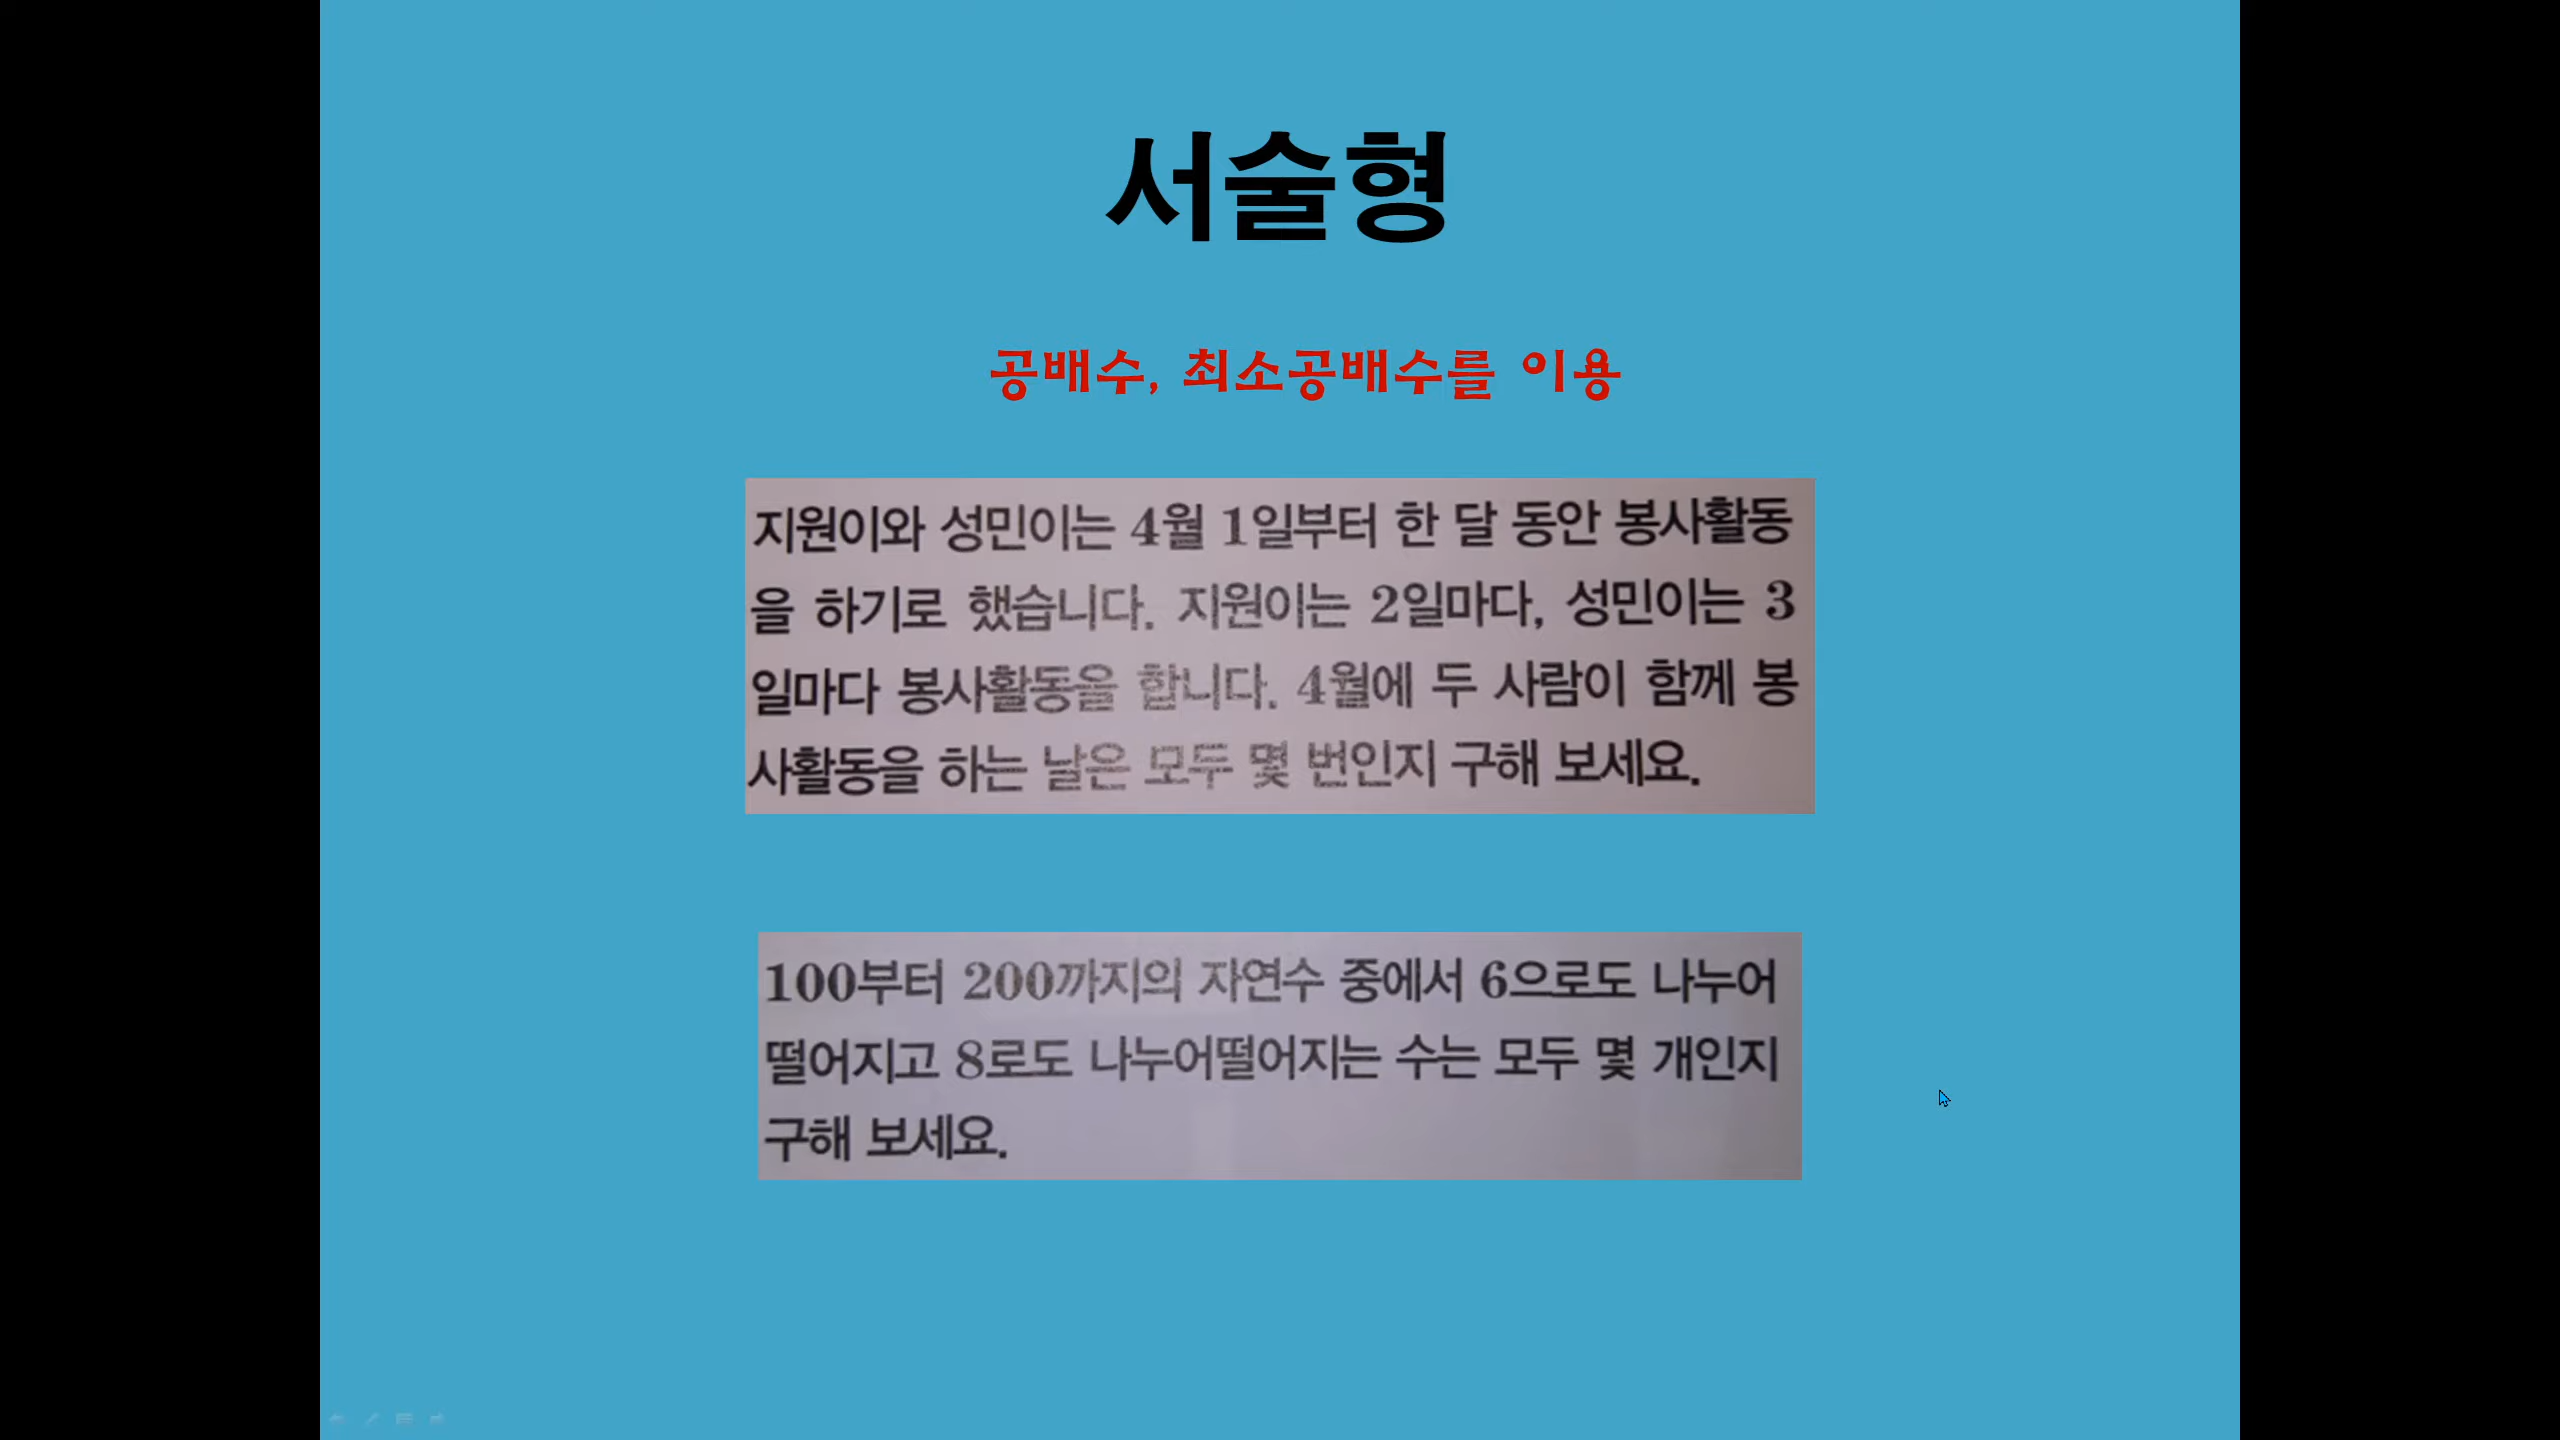 서술형
공배수, 최소공배수를 이용
지원이와 성민이는 4월 1일부터 한 달 동안 봉사활동
을 하기로 했습니다. 지원이는 2일마다, 성민이는 3
일마다 봉사활동을 합니다. 4월에 두 사람이 함께 봉
사활동을 하는 날은 모두 몇 번인지 구해 보세요.
100부터 200까지의 자연수 중에서 6으로도 나누어
떨어지고 8로도 나누어떨어지는 수는 모두 몇 개인지
구해 보세요.